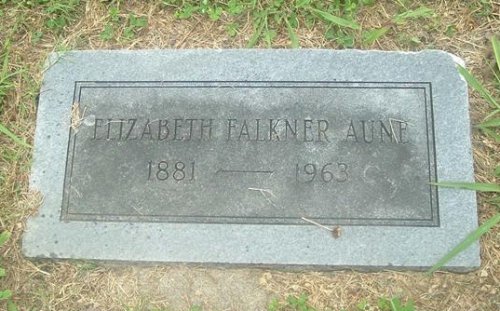 ELIZABETH FALKNER AUNE
1881 — 1963